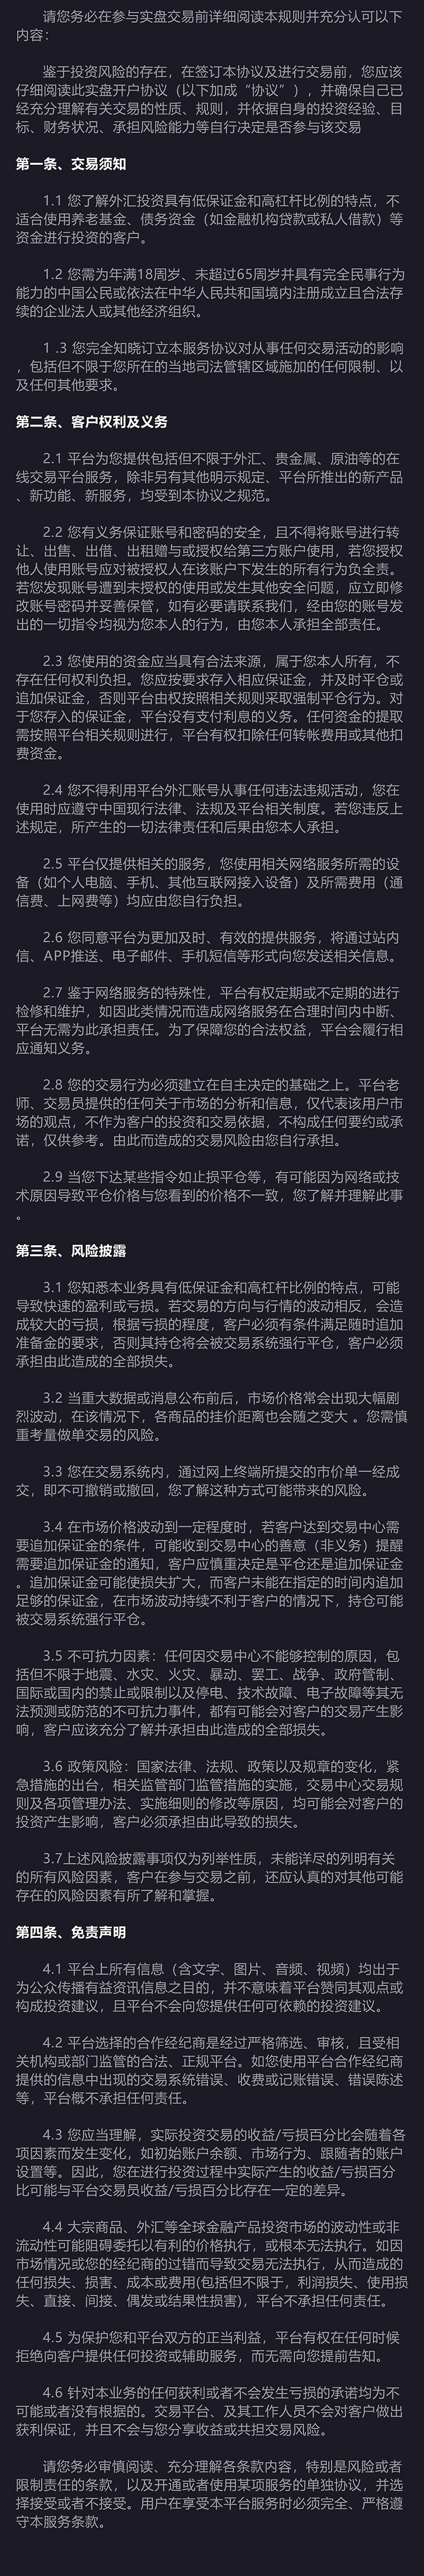 请您务必在参与实盘交易前详细阅读本规则并充分认可以下
内容：
鉴于投资风险的存在，在签订本协议及进行交易前，您应该
仔细阅读此实盘开户协议（以下加成“协议”），并确保自己已
经充分理解有关交易的性质、规则，并依据自身的投资经验、目
标、财务状况、承担风险能力等自行决定是否参与该交易
第一条、交易须知
1.1 您了解外汇投资具有低保证金和高杠杆比例的特点，不
适合使用养老基金、债务资金（如金融机构贷款或私人借款）等
资金进行投资的客户。
1.2 您需为年满18周岁、未超过65周岁并具有完全民事行为
能力的中国公民或依法在中华人民共和国境内注册成立且合法存
续的企业法人或其他经济组织。
1 .3 您完全知晓订立本服务协议对从事任何交易活动的影响
，包括但不限于您所在的当地司法管辖区域施加的任何限制、以
及任何其他要求。
第二条、客户权利及义务
2.1 平台为您提供包括但不限于外汇、贵金属、原油等的在
线交易平台服务，除非另有其他明示规定、平台所推出的新产品
、新功能、新服务，均受到本协议之规范。
2.2 您有义务保证账号和密码的安全，且不得将账号进行转
让、出售、出借、出租赠与或授权给第三方账户使用，若您授权
他人使用账号应对被授权人在该账户下发生的所有行为负全责。
若您发现账号遭到未授权的使用或发生其他安全问题，应立即修
改账号密码并妥善保管，如有必要请联系我们，经由您的账号发
出的一切指令均视为您本人的行为，由您本人承担全部责任。
2.3 您使用的资金应当具有合法来源，属于您本人所有，不
存在任何权利负担。您应按要求存入相应保证金，并及时平仓或
追加保证金，否则平台由权按照相关规则采取强制平仓行为。对
于您存入的保证金，平台没有支付利息的义务。任何资金的提取
需按照平台相关规则进行，平台有权扣除任何转帐费用或其他扣
费资金。
2.4 您不得利用平台外汇账号从事任何违法违规活动，您在
使用时应遵守中国现行法律、法规及平台相关制度。若您违反上
述规定，所产生的一切法律责任和后果由您本人承担。
2.5 平台仅提供相关的服务，您使用相关网络服务所需的设
备（如个人电脑、手机、其他互联网接入设备）及所需费用（通
信费、上网费等）均应由您自行负担。
2.6 您同意平台为更加及时、有效的提供服务，将通过站内
信、APP推送、电子邮件、手机短信等形式向您发送相关信息。
2.7 鉴于网络服务的特殊性，平台有权定期或不定期的进行
检修和维护，如因此类情况而造成网络服务在合理时间内中断、
平台无需为此承担责任。为了保障您的合法权益，平台会履行相
应通知义务。
2.8 您的交易行为必须建立在自主决定的基础之上。平台老
师、交易员提供的任何关于市场的分析和信息，仅代表该用户市
场的观点，不作为客户的投资和交易依据，不构成任何要约或承
诺，仅供参考。由此而造成的交易风险由您自行承担。
2.9 当您下达某些指令如止损平仓等，有可能因为网络或技
术原因导致平仓价格与您看到的价格不一致，您了解并理解此事
。
第三条、风险披露
3.1 您知悉本业务具有低保证金和高杠杆比例的特点，可能
导致快速的盈利或亏损。若交易的方向与行情的波动相反，会造
成较大的亏损，根据亏损的程度，客户必须有条件满足随时追加
准备金的要求，否则其持仓将会被交易系统强行平仓，客户必须
承担由此造成的全部损失。
3.2 当重大数据或消息公布前后，市场价格常会出现大幅剧
烈波动，在该情况下，各商品的挂价距离也会随之变大 。您需慎
重考量做单交易的风险。
3.3 您在交易系统内，通过网上终端所提交的市价单一经成
交，即不可撤销或撤回，您了解这种方式可能带来的风险。
3.4 在市场价格波动到一定程度时，若客户达到交易中心需
要追加保证金的条件，可能收到交易中心的善意（非义务）提醒
需要追加保证金的通知，客户应慎重决定是平仓还是追加保证金
。追加保证金可能使损失扩大，而客户未能在指定的时间内追加
足够的保证金，在市场波动持续不利于客户的情况下，持仓可能
被交易系统强行平仓。
3.5 不可抗力因素：任何因交易中心不能够控制的原因，包
括但不限于地震、水灾、火灾、暴动、罢工、战争、政府管制、
国际或国内的禁止或限制以及停电、技术故障、电子故障等其无
法预测或防范的不可抗力事件，都有可能会对客户的交易产生影
响，客户应该充分了解并承担由此造成的全部损失。
3.6 政策风险：国家法律、法规、政策以及规章的变化，紧
急措施的出台，相关监管部门监管措施的实施，交易中心交易规
则及各项管理办法、实施细则的修改等原因，均可能会对客户的
投资产生影响，客户必须承担由此导致的损失。
3.7上述风险披露事项仅为列举性质，未能详尽的列明有关
的所有风险因素，客户在参与交易之前，还应认真的对其他可能
存在的风险因素有所了解和掌握。
第四条、免责声明
4.1 平台上所有信息（含文字、图片、音频、视频）均出于
为公众传播有益资讯信息之目的，并不意味着平台赞同其观点或
构成投资建议，且平台不会向您提供任何可依赖的投资建议。
4.2 平台选择的合作经纪商是经过严格筛选、审核，且受相
关机构或部门监管的合法、正规平台。如您使用平台合作经纪商
提供的信息中出现的交易系统错误、收费或记账错误、错误陈述
等，平台概不承担任何责任。
4.3 您应当理解，实际投资交易的收益/亏损百分比会随着各
项因素而发生变化，如初始账户余额、市场行为、跟随者的账户
设置等。因此，您在进行投资过程中实际产生的收益/亏损百分
比可能与平台交易员收益/亏损百分比存在一定的差异。
4.4 大宗商品、外汇等全球金融产品投资市场的波动性或非
流动性可能阻碍委托以有利的价格执行，或根本无法执行。如因
市场情况或您的经纪商的过错而导致交易无法执行，从而造成的
任何损失、损害、成本或费用(包括但不限于，利润损失、使用损
失、直接、间接、偶发或结果性损害)，平台不承担任何责任。
4.5 为保护您和平台双方的正当利益，平台有权在任何时候
拒绝向客户提供任何投资或辅助服务，而无需向您提前告知。
4.6 针对本业务的任何获利或者不会发生亏损的承诺均为不
可能或者没有根据的。交易平台、及其工作人员不会对客户做出
获利保证，并且不会与您分享收益或共担交易风险。
请您务必审慎阅读、充分理解各条款内容，特别是风险或者
限制责任的条款，以及开通或者使用某项服务的单独协议，并选
择接受或者不接受。用户在享受本平台服务时必须完全、严格遵
守本服务条款。